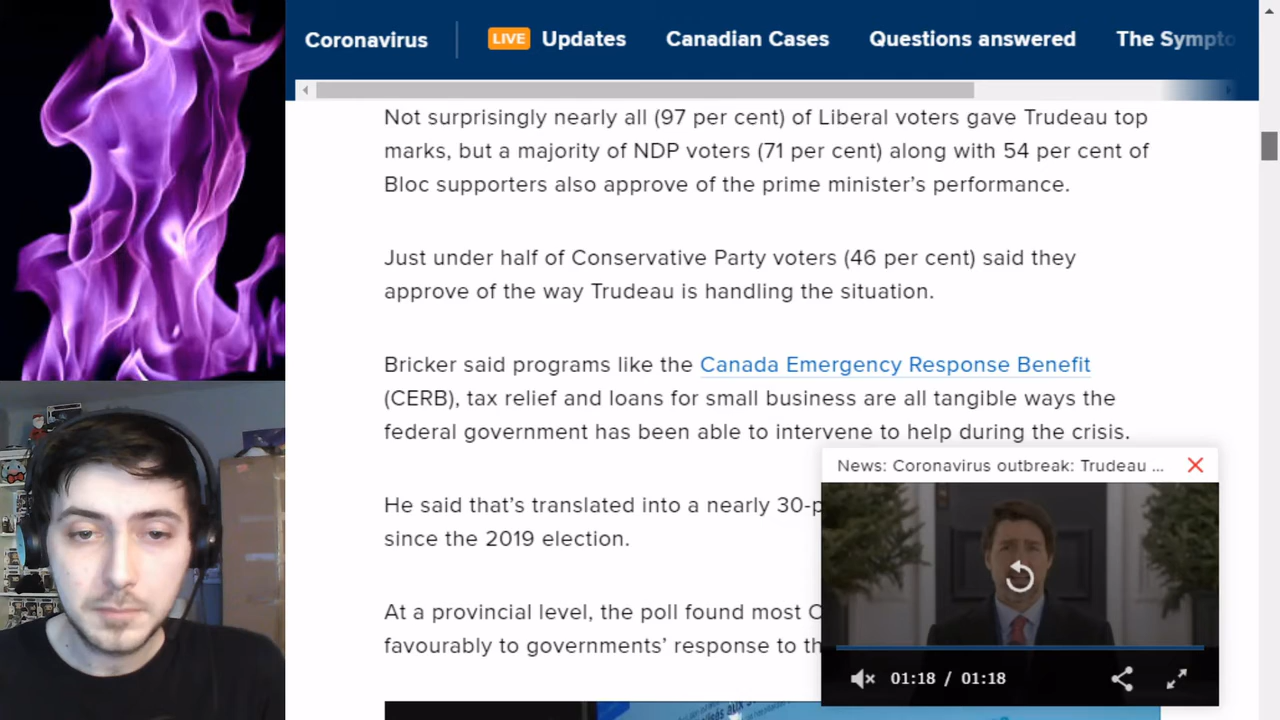 Coronavirus LIVE Updates Canadian Cases Questions answered The Sympto
Not surprisingly nearly all (97 per cent) of Liberal voters gave Trudeau top
marks, but a majority of NDP voters (71 per cent) along with 54 per cent of
Bloc supporters also approve of the prime minister’s performance.
Just under half of Conservative Party voters (46 per cent) said they
approve of the way Trudeau is handling the situation.
Bricker said programs like the Canada Emergency Response Benefit
(CERB), tax relief and loans for small business are all tangible ways the
federal government has been able to intervene to help during the crisis.
He said that’s translated into a nearly 30-p
since the 2019 election.
At a provincial level, the poll found most C
favourably to governments’ response to th
News: Coronavirus outbreak: Trudeau ...
01:18 / 01:18